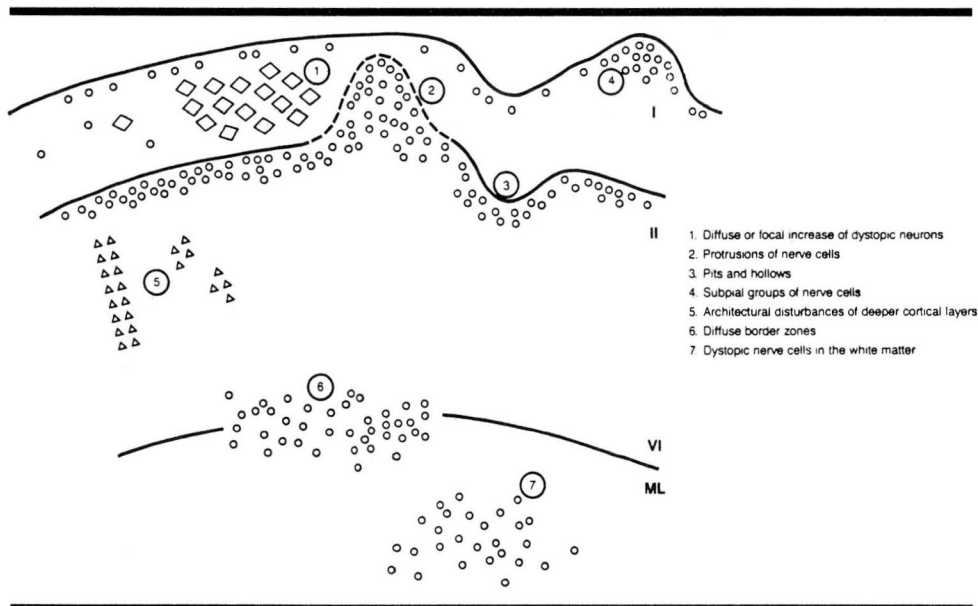 1
2
4
I
3
II
1. Diffuse or focal increase of dystopic neurons
2. Protrusions of nerve cells
3. Pits and hollows
4. Subpial groups of nerve cells
5. Architectural disturbances of deeper cortical layers
6. Diffuse border zones
7. Dystopic nerve cells in the white matter
5
6
VI
ML
7